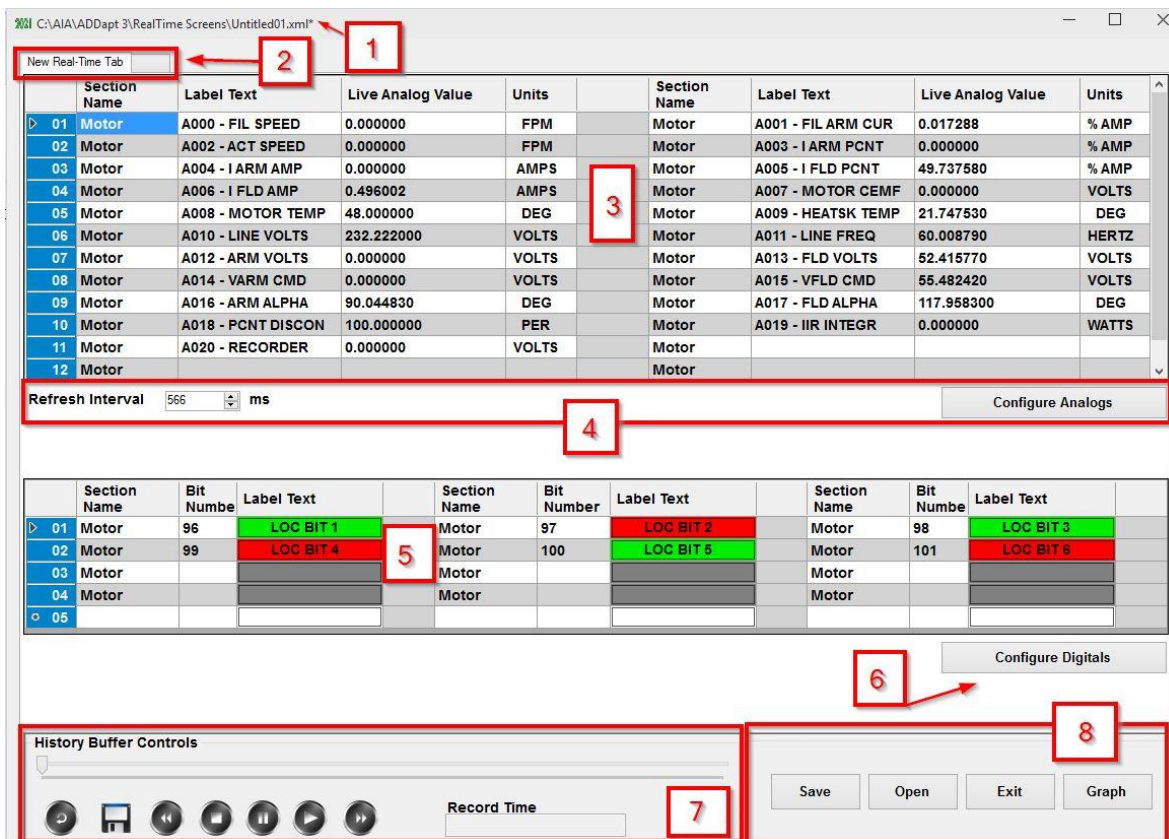 2021 C:\AIA\ADDapt 3\RealTime Screens\Untitled01.xml*
1
New Real-Time Tab
2
Section Name Label Text Live Analog Value Units Section Name Label Text Live Analog Value Units
01 Motor A000 - FIL SPEED 0.000000 FPM Motor A001 - FIL ARM CUR 0.017288 % AMP
02 Motor A002 - ACT SPEED 0.000000 FPM Motor A003 - I ARM PCNT 0.000000 % AMP
03 Motor A004 - I ARM AMP 0.000000 AMPS Motor A005 - I FLD PCNT 49.737580 % AMP
04 Motor A006 - I FLD AMP 0.496002 AMPS Motor A007 - MOTOR CEMF 0.000000 VOLTS
3
05 Motor A008 - MOTOR TEMP 48.000000 DEG Motor A009 - HEATSK TEMP 21.747530 DEG
06 Motor A010 - LINE VOLTS 232.222000 VOLTS Motor A011 - LINE FREQ 60.008790 HERTZ
07 Motor A012 - ARM VOLTS 0.000000 VOLTS Motor A013 - FLD VOLTS 52.415770 VOLTS
08 Motor A014 - VARM CMD 0.000000 VOLTS Motor A015 - VFLD CMD 55.482420 VOLTS
09 Motor A016 - ARM ALPHA 90.044830 DEG Motor A017 - FLD ALPHA 117.958300 DEG
10 Motor A018 - PCNT DISCON 100.000000 PER Motor A019 - IIR INTEGR 0.000000 WATTS
11 Motor A020 - RECORDER 0.000000 VOLTS Motor
12 Motor Motor
Refresh Interval 566 ms Configure Analogs
4
Section Name Bit Numbe Label Text Section Name Bit Number Label Text Section Name Bit Numbe Label Text
01 Motor 96 LOC BIT 1 Motor 97 LOC BIT 2 Motor 98 LOC BIT 3
02 Motor 99 LOC BIT 4 Motor 100 LOC BIT 5 Motor 101 LOC BIT 6
5
03 Motor Motor Motor
04 Motor Motor Motor
05
Configure Digitals
6
8
History Buffer Controls
Save Open Exit Graph
Record Time
7